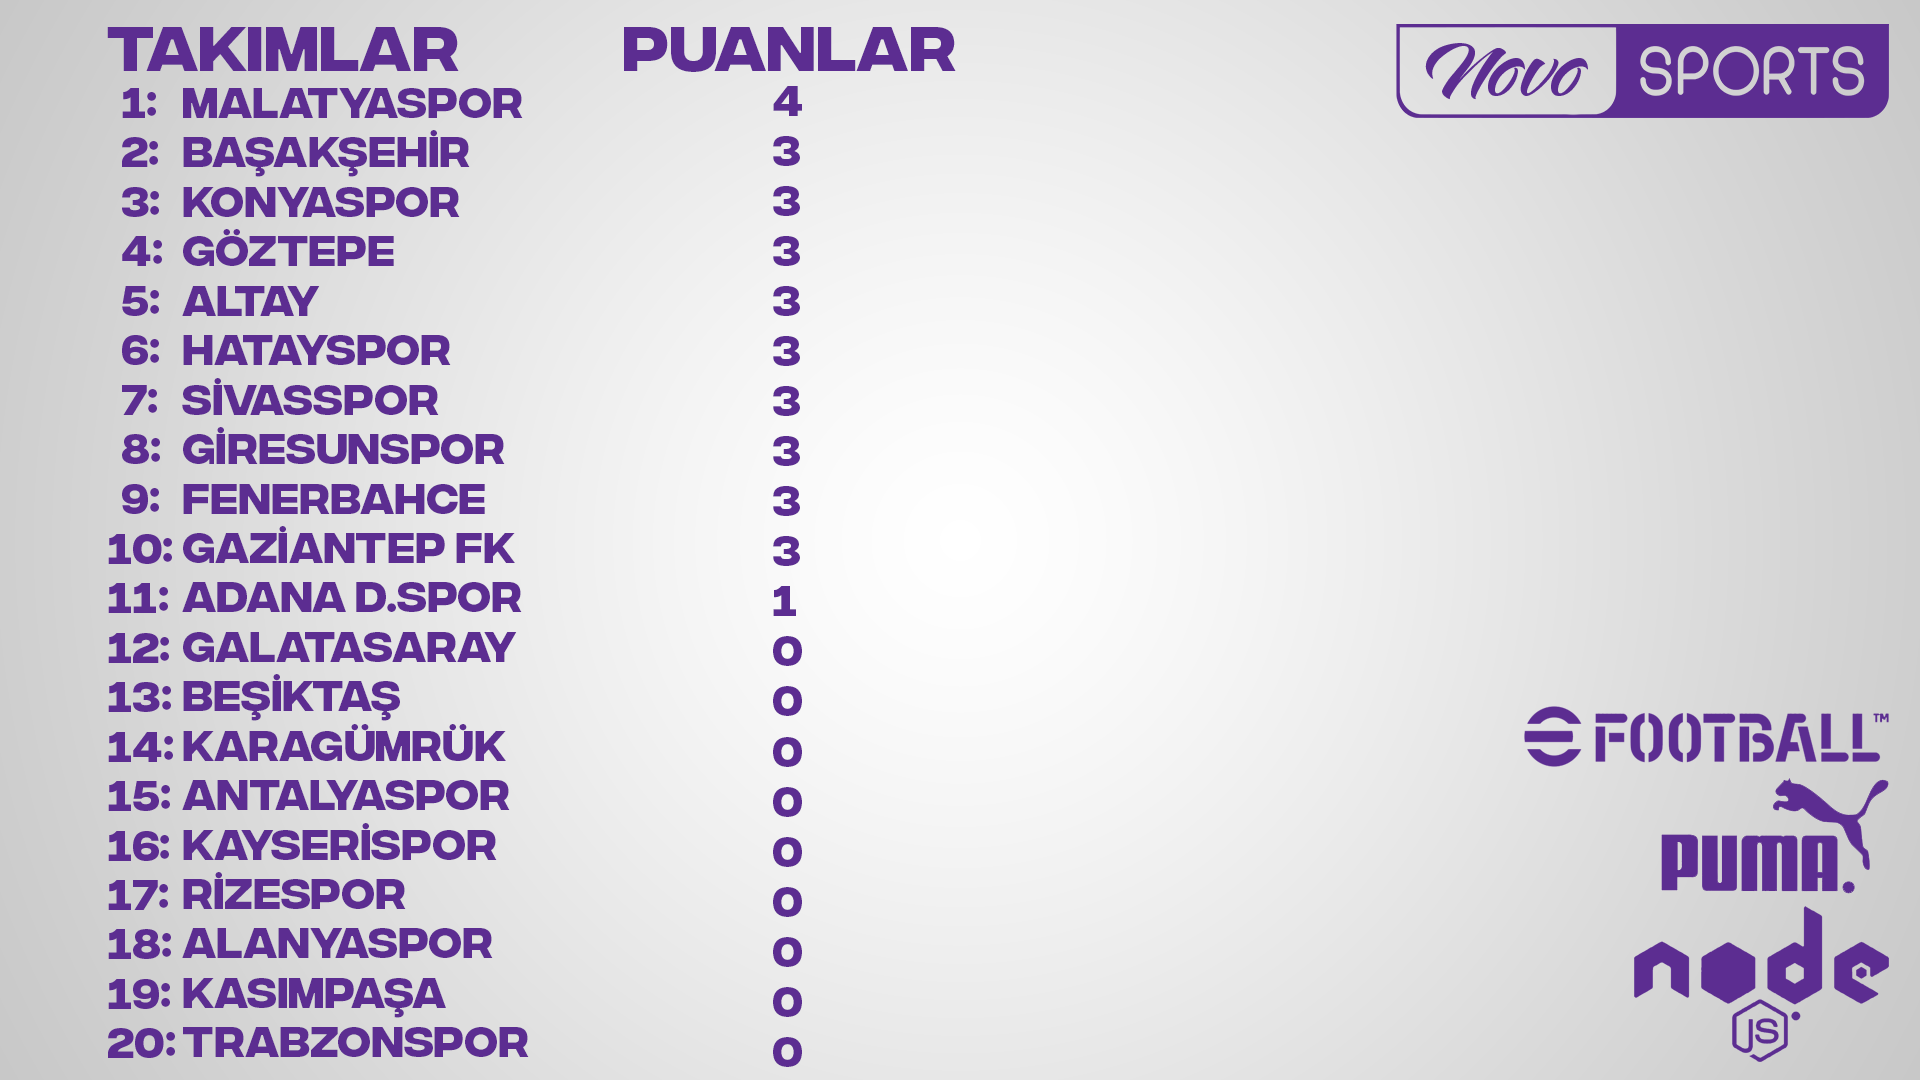 TAKIMLAR PUANLAR
1: MALATYASPOR 4
2: BAŞAKŞEHİR 3
3: KONYASPOR 3
4: GÖZTEPE 3
5: ALTAY 3
6: HATAYSPOR 3
7: SİVASSPOR 3
8: GİRESUNSPOR 3
9: FENERBAHCE 3
10: GAZİANTEP FK 3
11: ADANA D.SPOR 1
12: GALATASARAY 0
13: BEŞİKTAŞ 0
14: KARAGÜMRÜK 0
15: ANTALYASPOR 0
16: KAYSERİSPOR 0
17: RİZESPOR 0
18: ALANYASPOR 0
19: KASIMPAŞA 0
20: TRABZONSPOR 0
Novo SPORTS
eFOOTBALL™
PUMA
node
JS